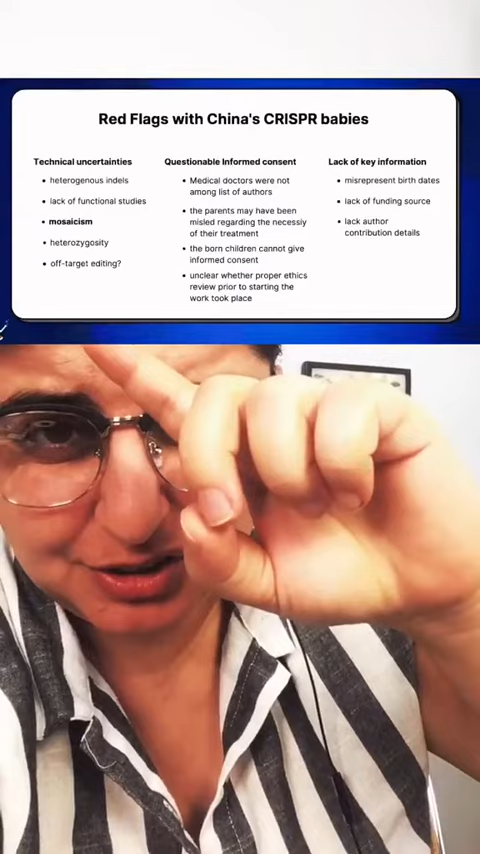 Red Flags with China's CRISPR babies
Technical uncertainties
• heterogenous indels
• lack of functional studies
• mosaicism
• heterozygosity
• off-target editing?
Questionable Informed consent
• Medical doctors were not
among list of authors
• the parents may have been
misled regarding the necessiy
of their treatment
• the born children cannot give
informed consent
• unclear whether proper ethics
review prior to starting the
work took place
Lack of key information
• misrepresent birth dates
• lack of funding source
• lack author
contribution details